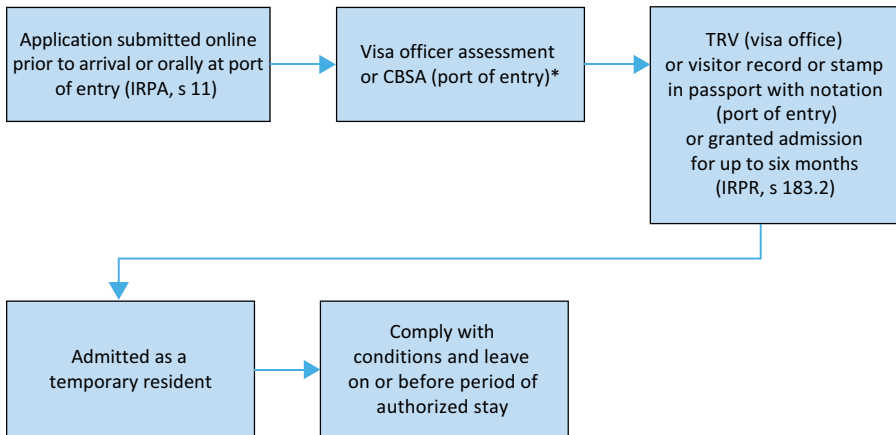 Application submitted online
prior to arrival or orally at port
of entry (IRPA, s 11)
Visa officer assessment
or CBSA (port of entry)*
TRV (visa office)
or visitor record or stamp
in passport with notation
(port of entry)
or granted admission
for up to six months
(IRPR, s 183.2)
Admitted as a
temporary resident
Comply with
conditions and leave
on or before period of
authorized stay